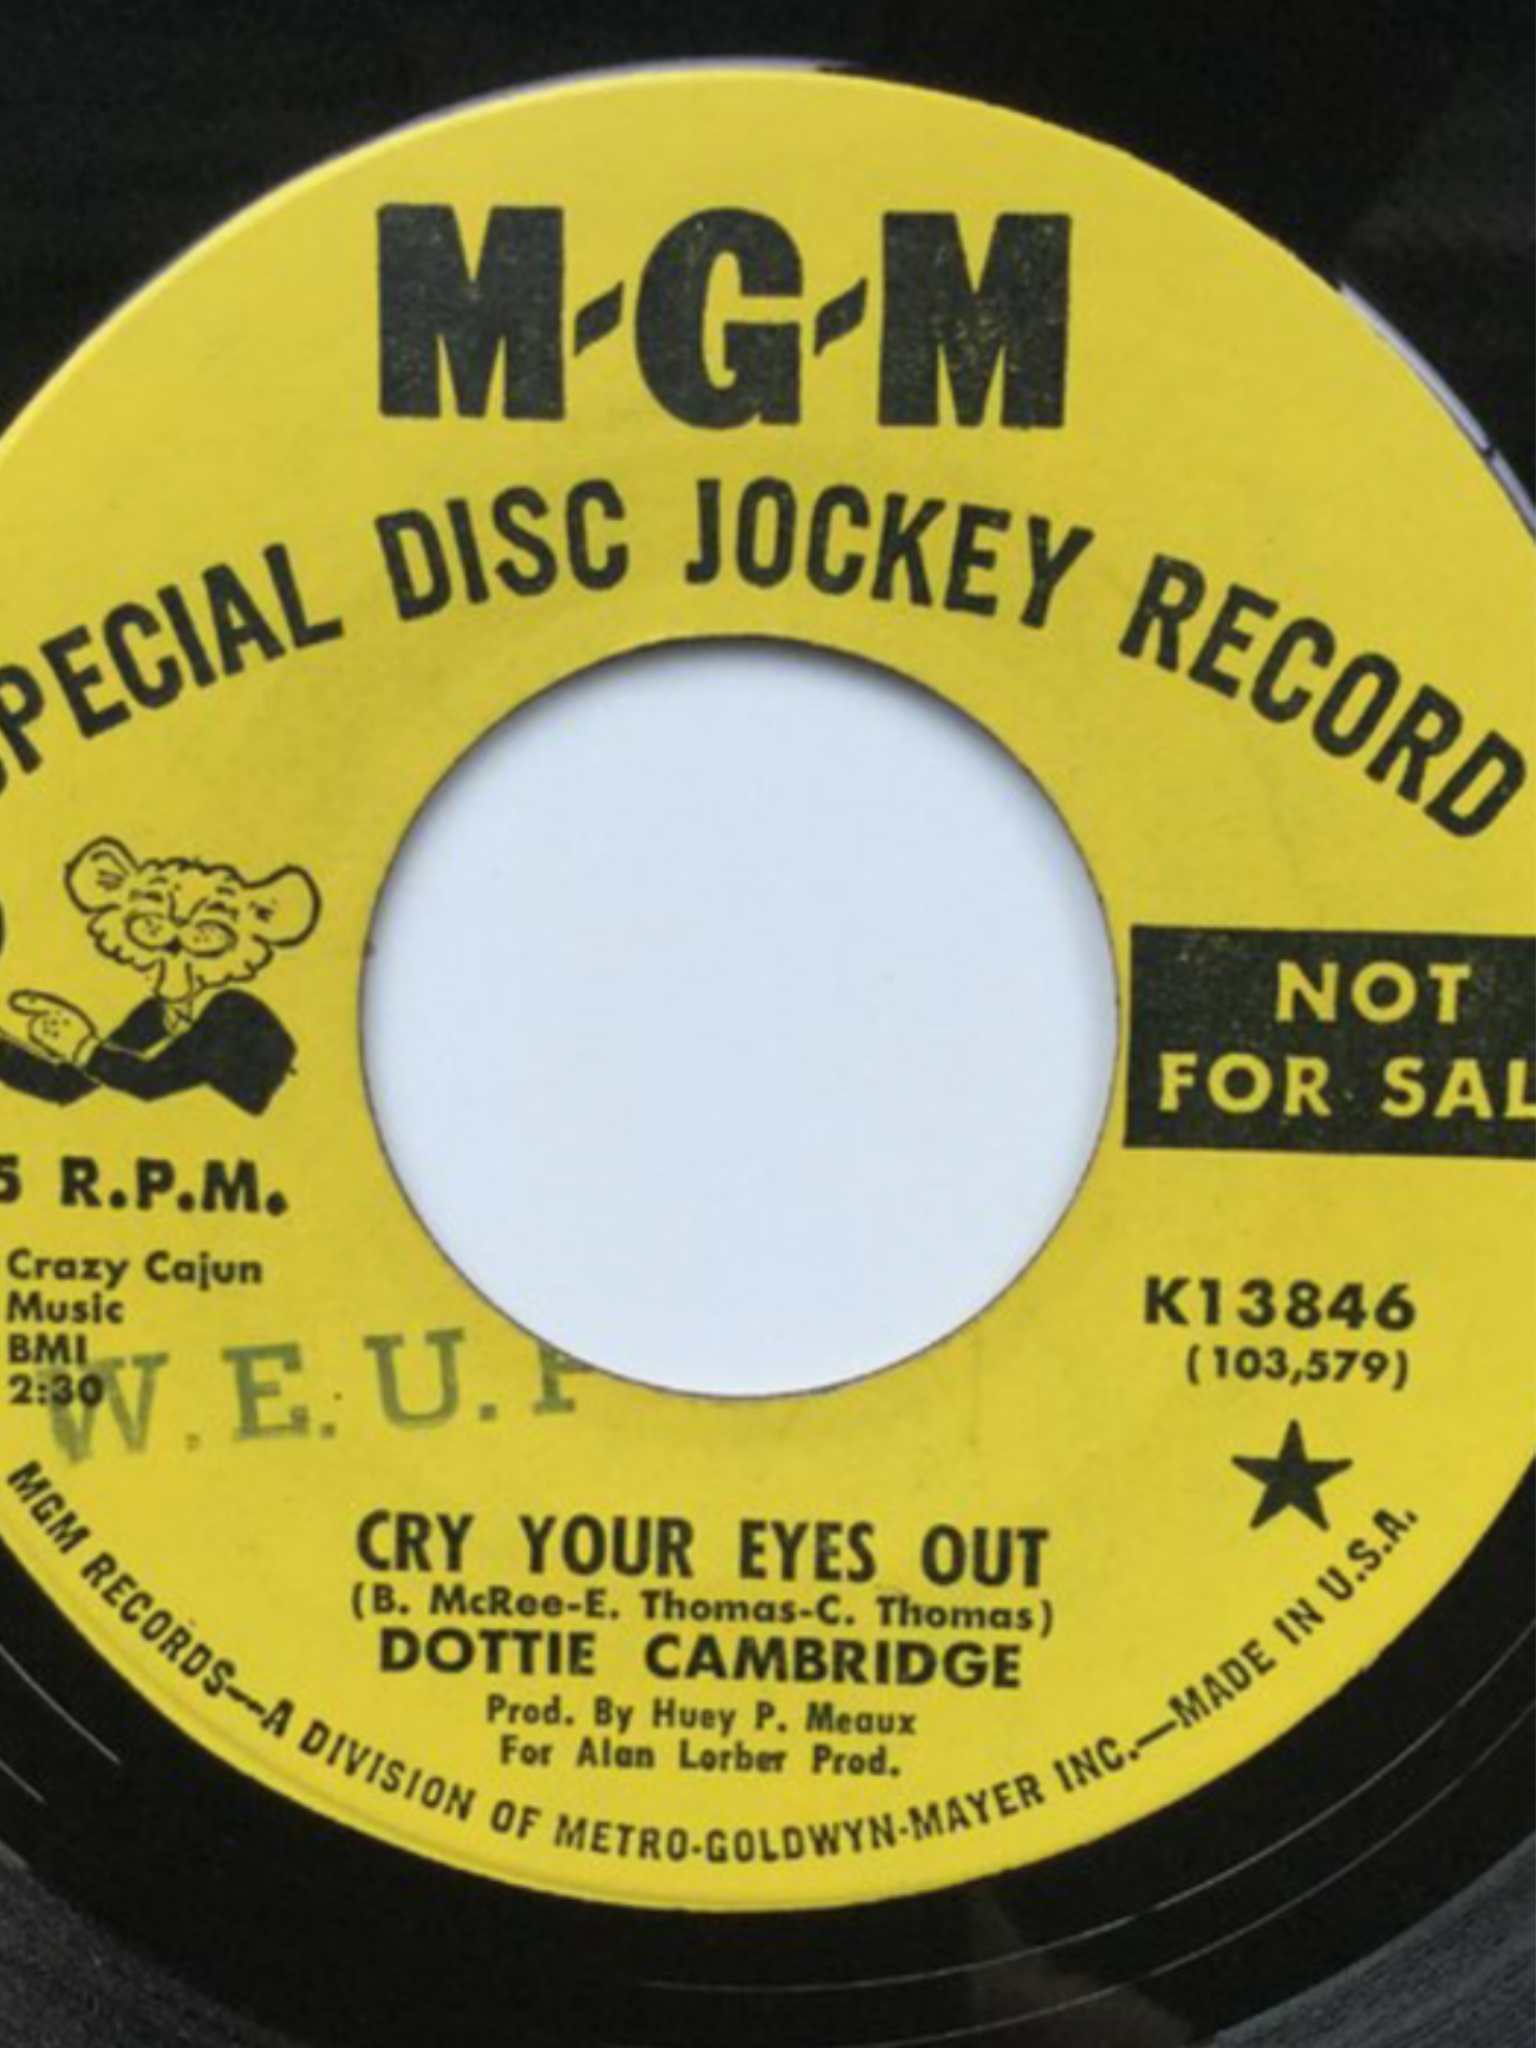 M-G-M
SPECIAL DISC JOCKEY RECORD
NOT
FOR SAL
5 R.P.M.
Crazy Cajun
Music
BMI
2:30
W.E.U.P
K13846
(103,579)
CRY YOUR EYES OUT
(B. McRee-E. Thomas-C. Thomas)
DOTTIE CAMBRIDGE
Prod. By Huey P. Meaux
For Alan Lorber Prod.
MGM RECORDS—A DIVISION OF METRO-GOLDWYN-MAYER INC.—MADE IN U.S.A.